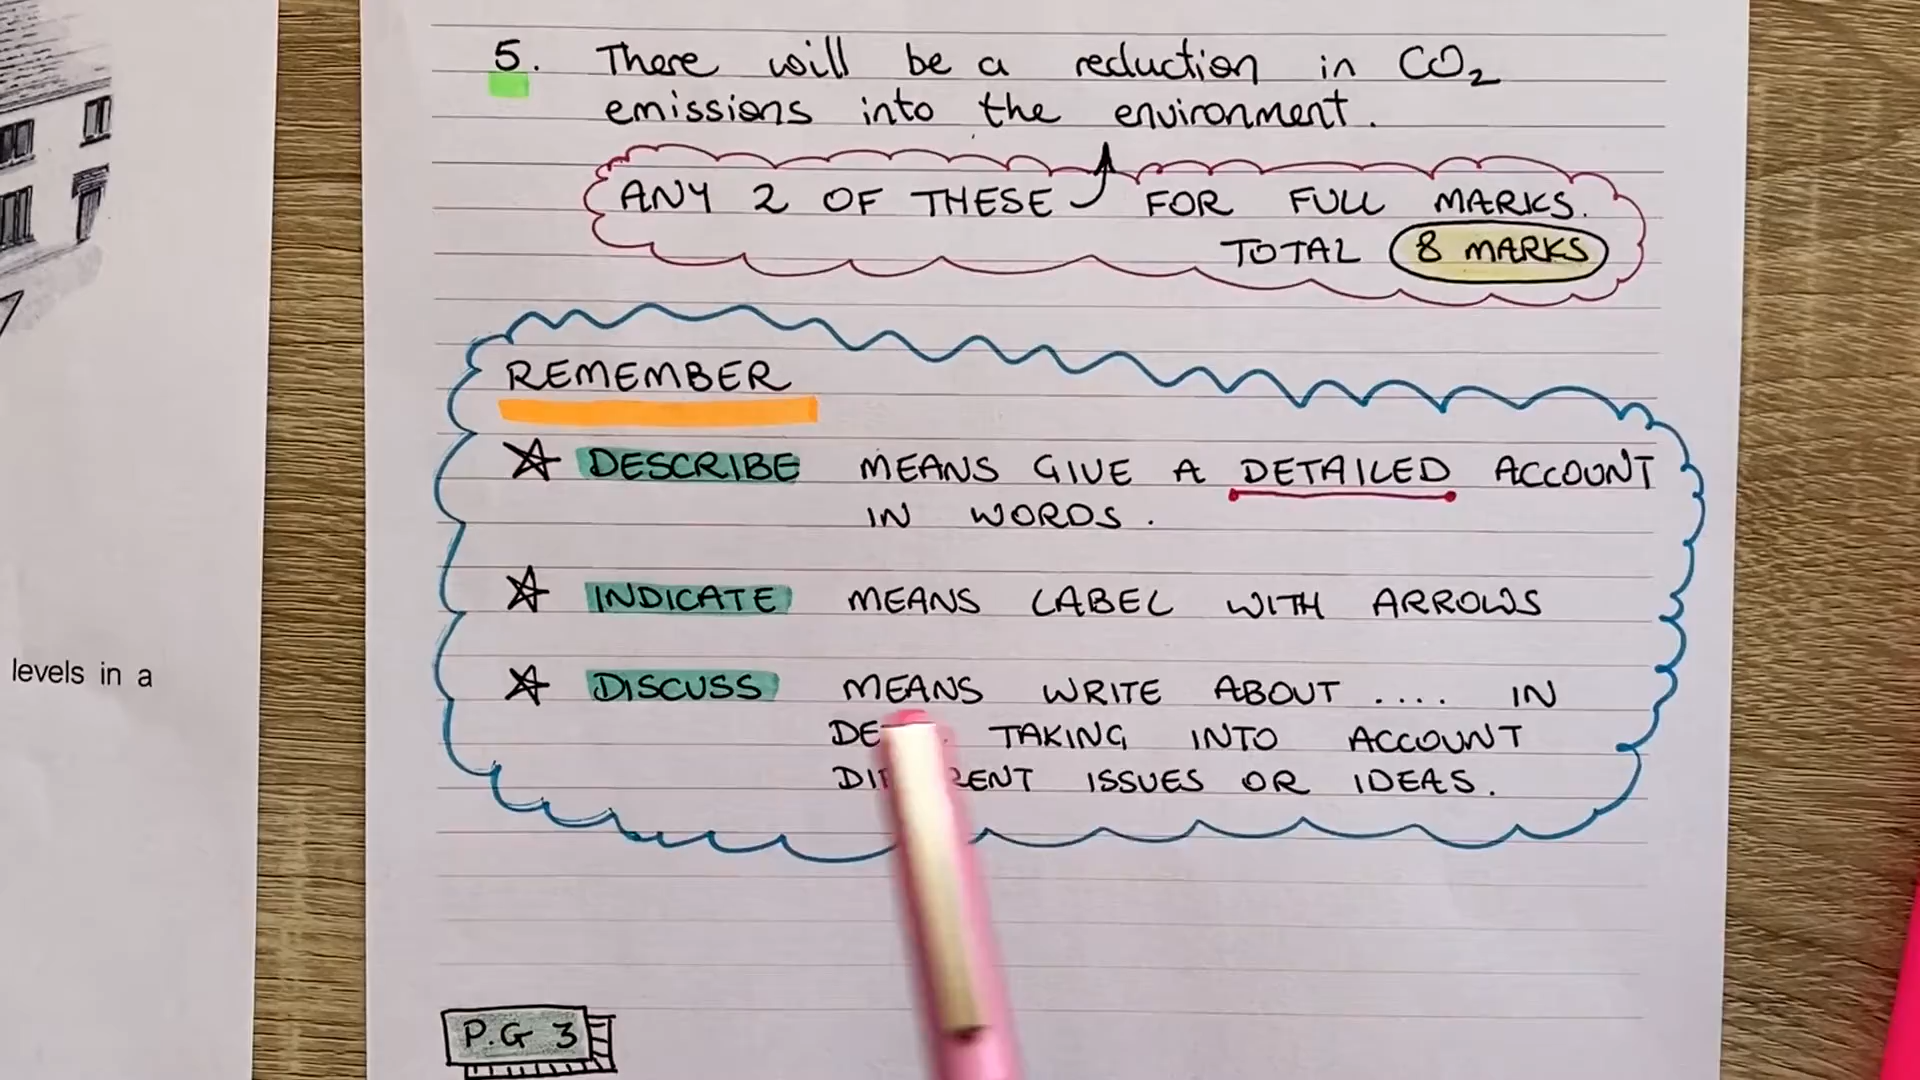 5. There will be a reduction in CO₂
emissions into the environment.
ANY 2 OF THESE FOR FULL MARKS.
TOTAL 8 MARKS
REMEMBER
DESCRIBE MEANS GIVE A DETAILED ACCOUNT
IN WORDS.
INDICATE MEANS LABEL WITH ARROWS
levels in a
DISCUSS MEANS WRITE ABOUT .... IN
TAKING INTO ACCOUNT
ISSUES OR IDEAS.
P.G 3